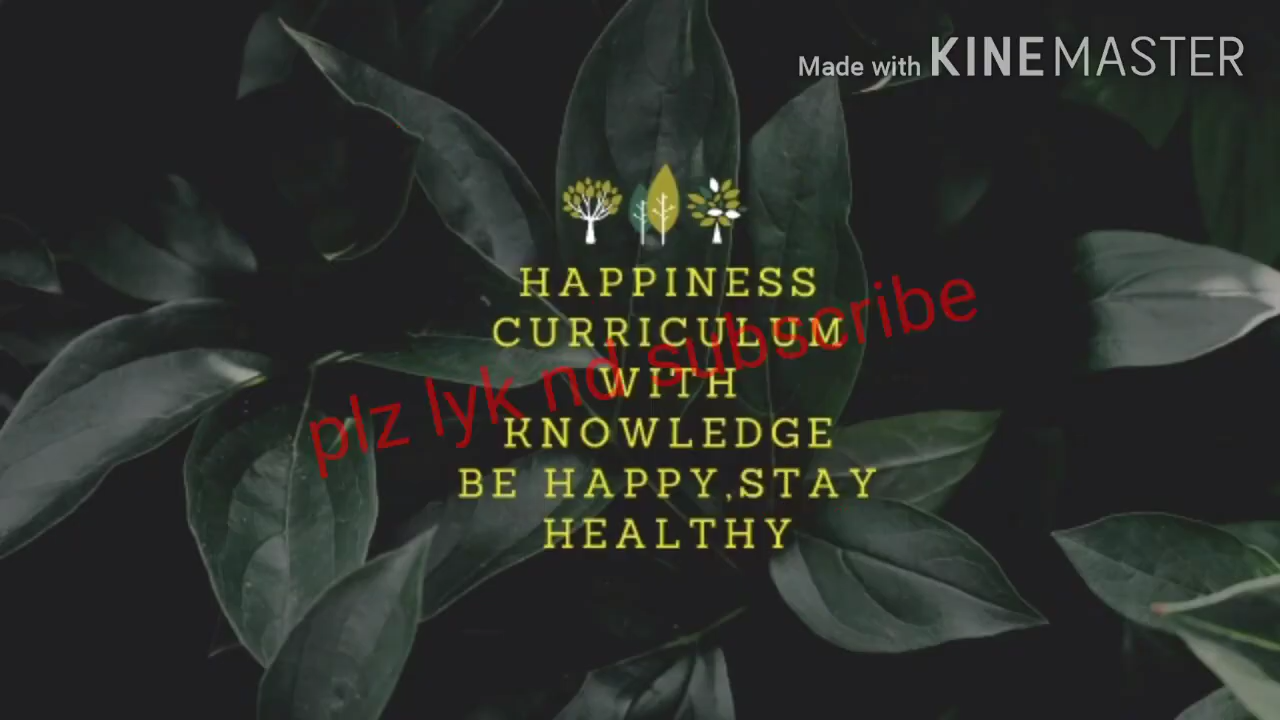 Made with KINEMASTER
HAPPINESS
CURRICULUM
WITH
KNOWLEDGE
BE HAPPY,STAY
HEALTHY
plz lyk nd subscribe